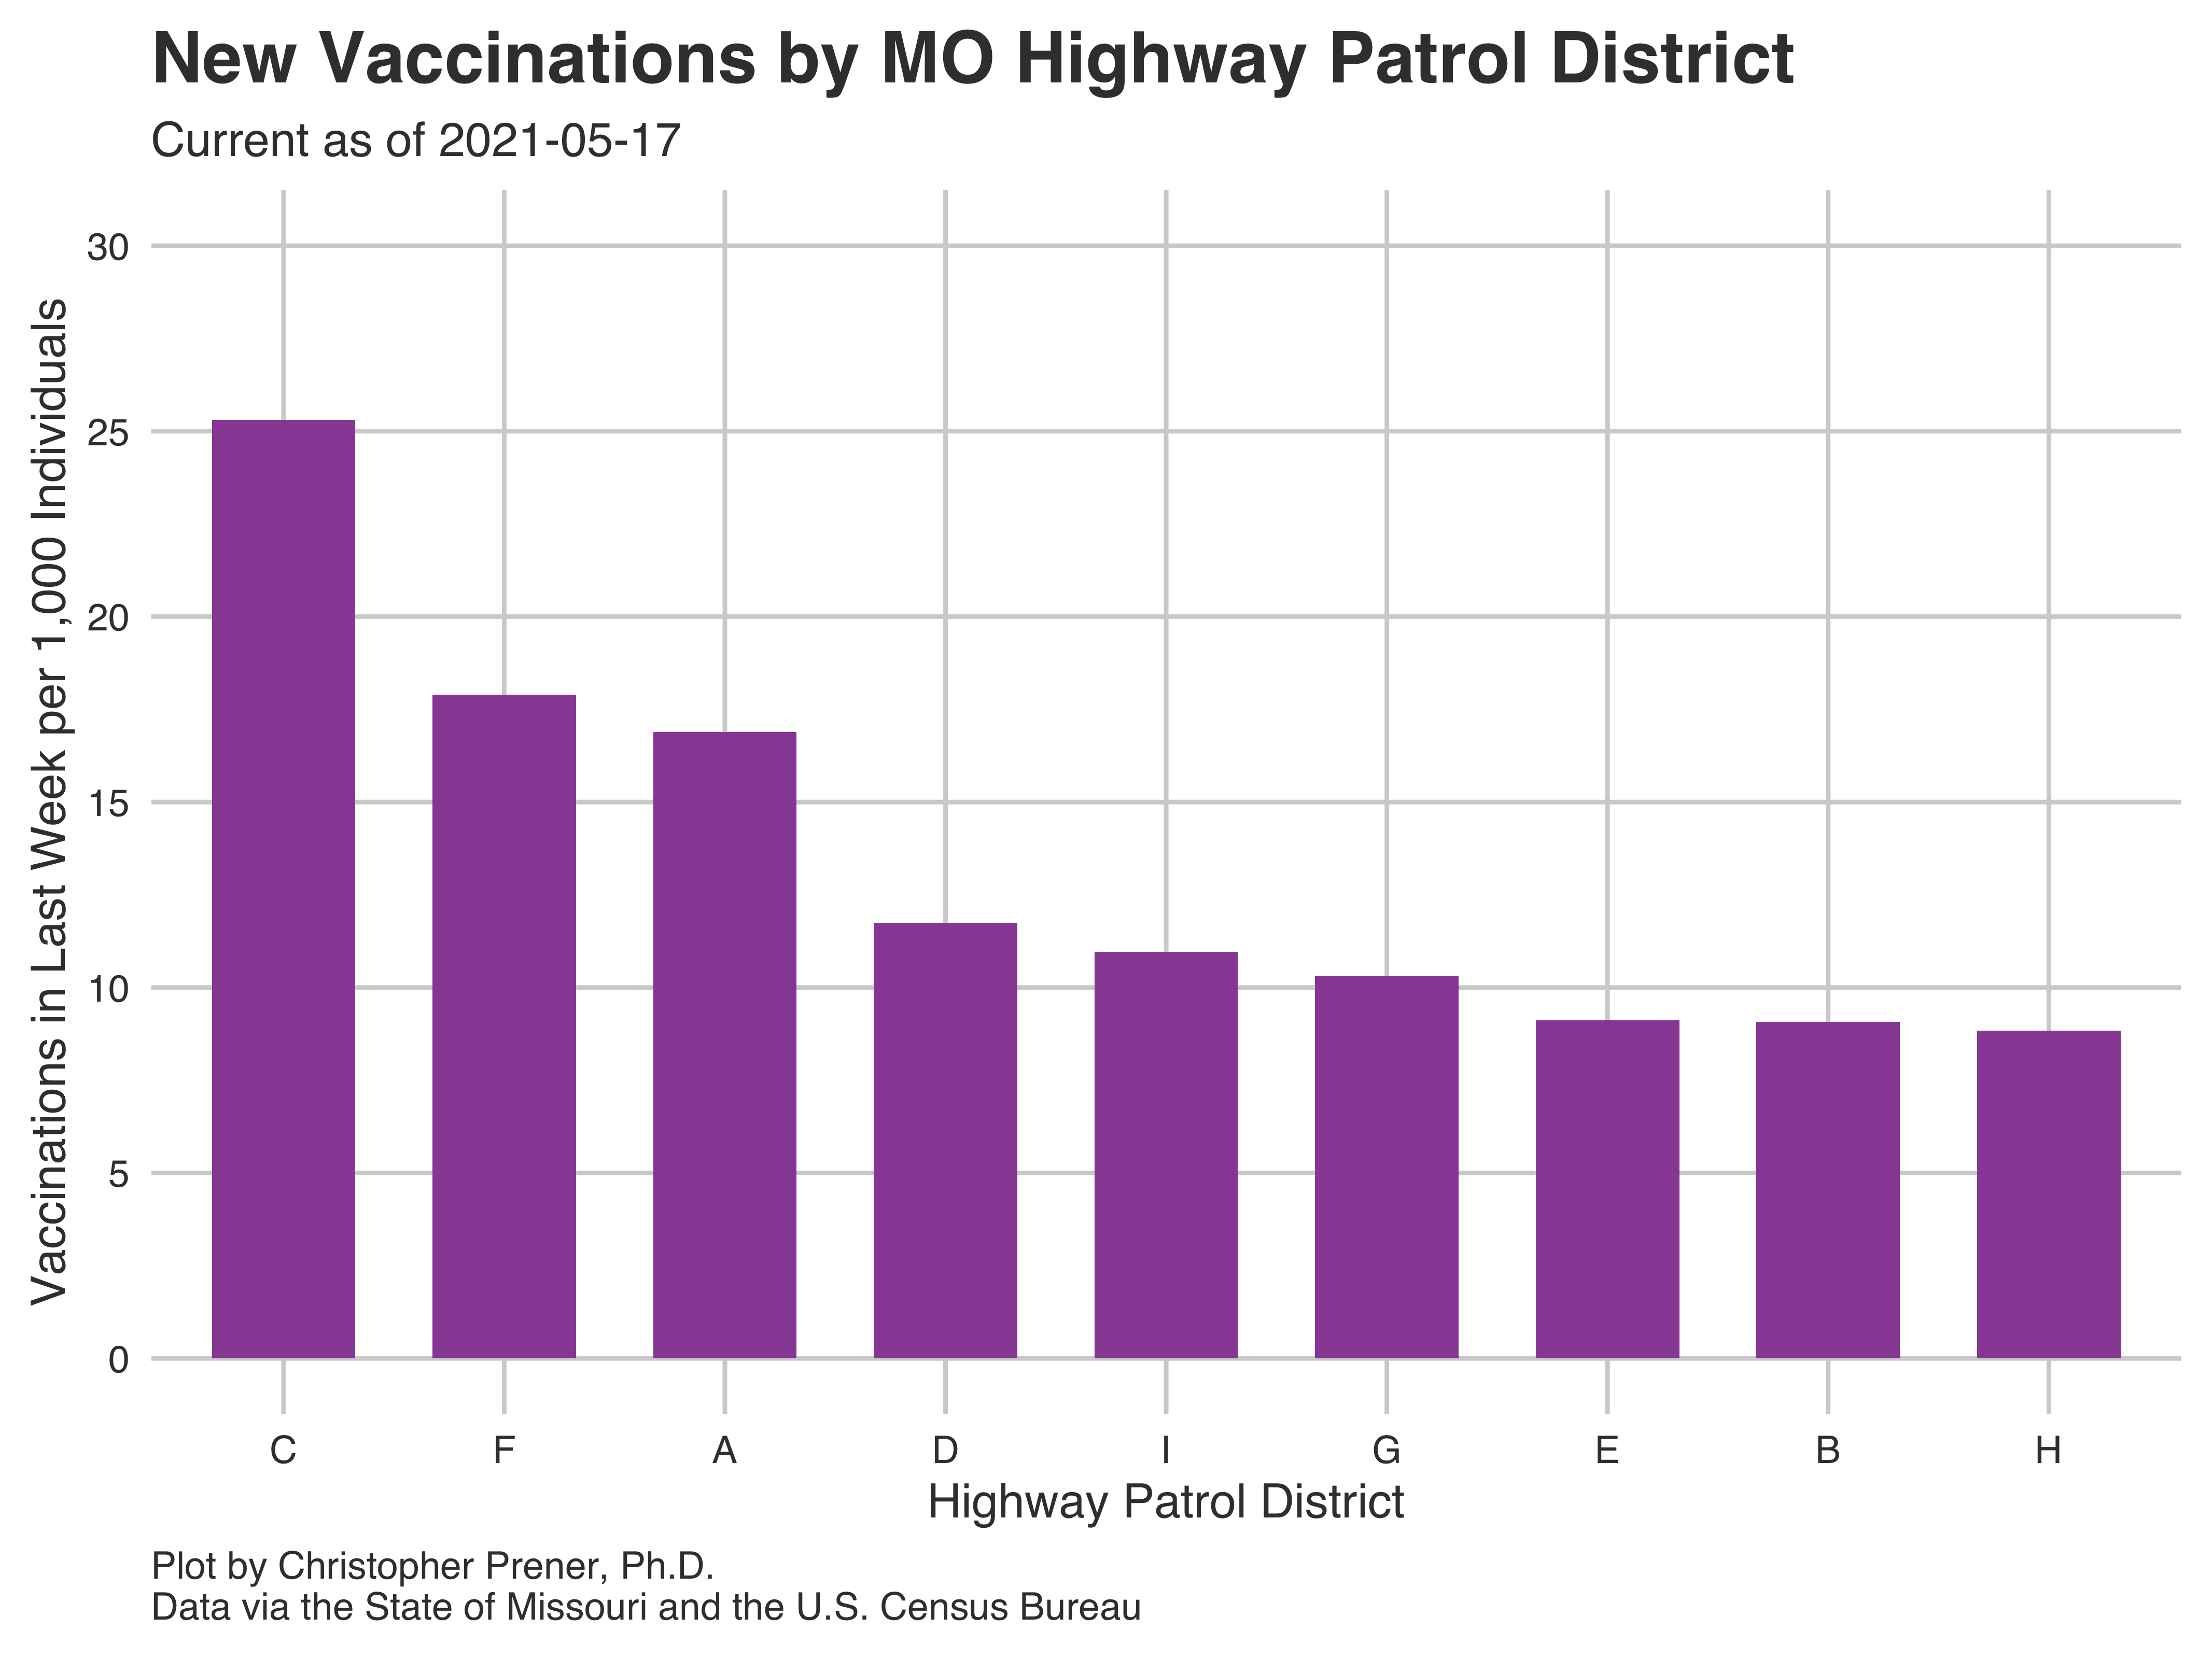 New Vaccinations by MO Highway Patrol District
Current as of 2021-05-17
Vaccinations in Last Week per 1,000 Individuals
30
25
20
15
10
5
0
C F A D I G E B H
Highway Patrol District
Plot by Christopher Prener, Ph.D.
Data via the State of Missouri and the U.S. Census Bureau